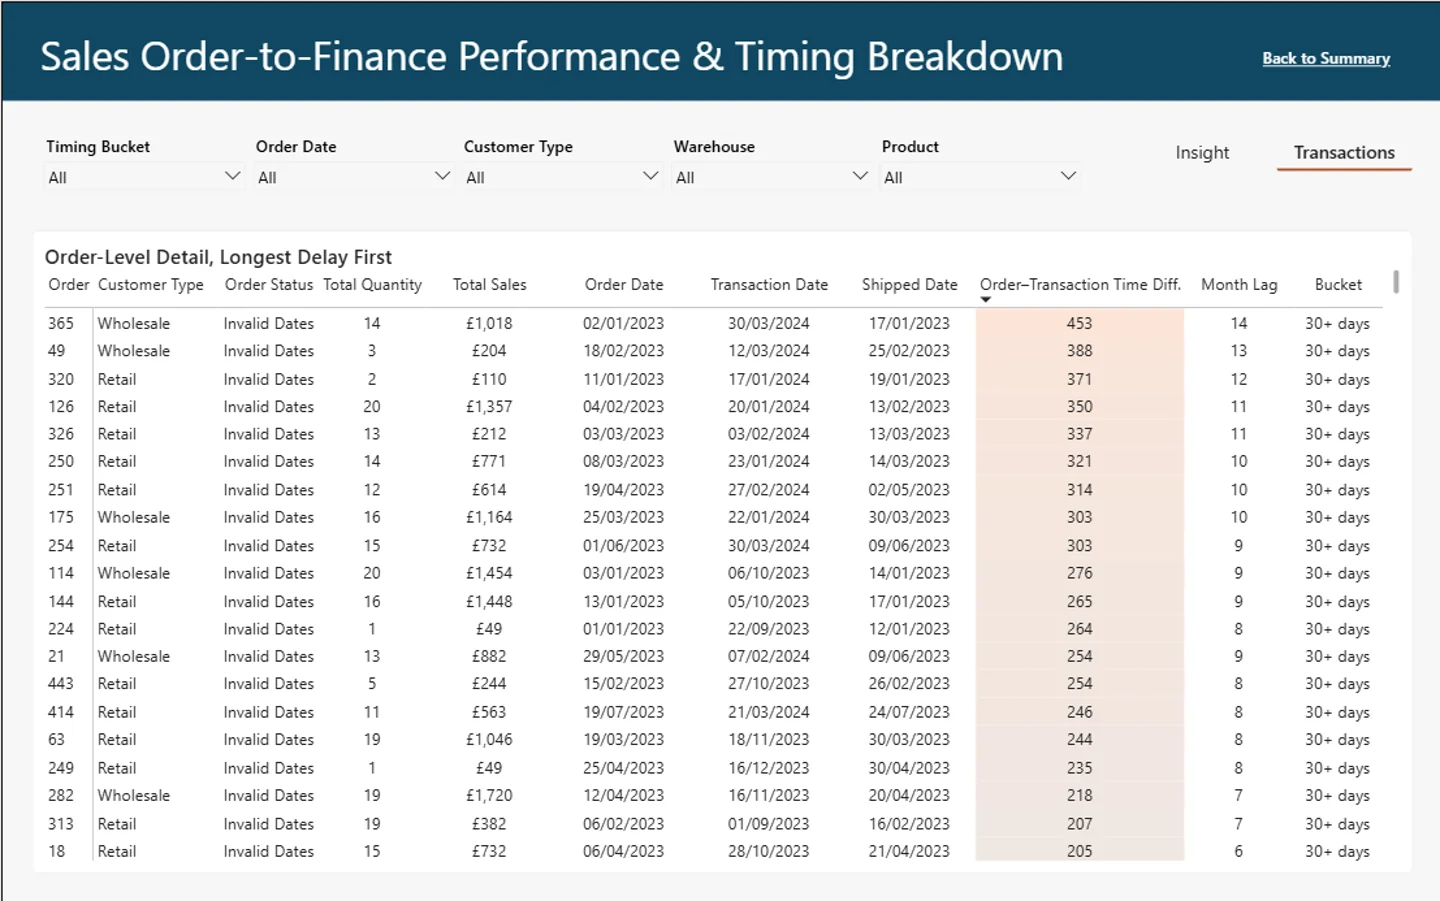 Sales Order-to-Finance Performance & Timing Breakdown
Back to Summary
Timing Bucket Order Date Customer Type Warehouse Product
All All All All All
Insight Transactions
Order-Level Detail, Longest Delay First
Order Customer Type Order Status Total Quantity Total Sales Order Date Transaction Date Shipped Date Order–Transaction Time Diff. Month Lag Bucket
365 Wholesale Invalid Dates 14 £1,018 02/01/2023 30/03/2024 17/01/2023 453 14 30+ days
49 Wholesale Invalid Dates 3 £204 18/02/2023 12/03/2024 25/02/2023 388 13 30+ days
320 Retail Invalid Dates 2 £110 11/01/2023 17/01/2024 19/01/2023 371 12 30+ days
126 Retail Invalid Dates 20 £1,357 04/02/2023 20/01/2024 13/02/2023 350 11 30+ days
326 Retail Invalid Dates 13 £212 03/03/2023 03/02/2024 13/03/2023 337 11 30+ days
250 Retail Invalid Dates 14 £771 08/03/2023 23/01/2024 14/03/2023 321 10 30+ days
251 Retail Invalid Dates 12 £614 19/04/2023 27/02/2024 02/05/2023 314 10 30+ days
175 Wholesale Invalid Dates 16 £1,164 25/03/2023 22/01/2024 30/03/2023 303 10 30+ days
254 Retail Invalid Dates 15 £732 01/06/2023 30/03/2024 09/06/2023 303 9 30+ days
114 Wholesale Invalid Dates 20 £1,454 03/01/2023 06/10/2023 14/01/2023 276 9 30+ days
144 Retail Invalid Dates 16 £1,448 13/01/2023 05/10/2023 17/01/2023 265 9 30+ days
224 Retail Invalid Dates 1 £49 01/01/2023 22/09/2023 12/01/2023 264 8 30+ days
21 Wholesale Invalid Dates 13 £882 29/05/2023 07/02/2024 09/06/2023 254 9 30+ days
443 Retail Invalid Dates 5 £244 15/02/2023 27/10/2023 26/02/2023 254 8 30+ days
414 Retail Invalid Dates 11 £563 19/07/2023 21/03/2024 24/07/2023 246 8 30+ days
63 Retail Invalid Dates 19 £1,046 19/03/2023 18/11/2023 30/03/2023 244 8 30+ days
249 Retail Invalid Dates 1 £49 25/04/2023 16/12/2023 30/04/2023 235 8 30+ days
282 Wholesale Invalid Dates 19 £1,720 12/04/2023 16/11/2023 20/04/2023 218 7 30+ days
313 Retail Invalid Dates 19 £382 06/02/2023 01/09/2023 16/02/2023 207 7 30+ days
18 Retail Invalid Dates 15 £732 06/04/2023 28/10/2023 21/04/2023 205 6 30+ days